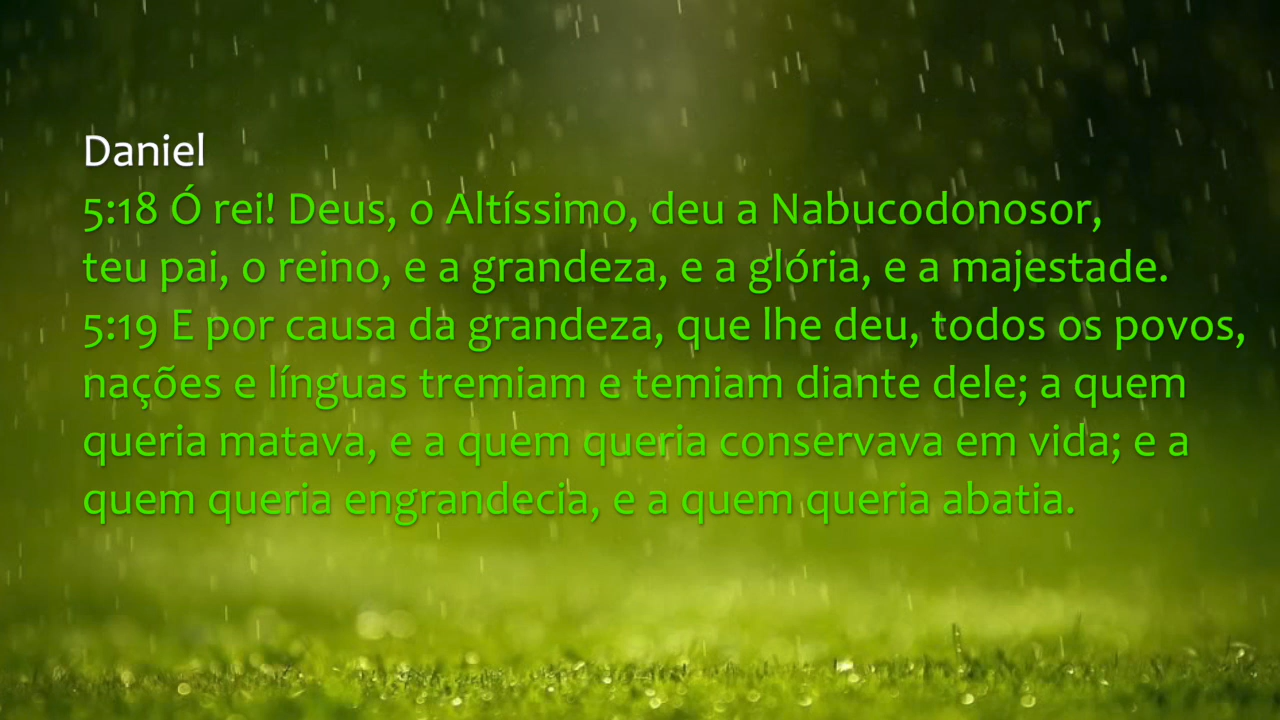 Daniel
5:18 Ó rei! Deus, o Altíssimo, deu a Nabucodonosor,
teu pai, o reino, e a grandeza, e a glória, e a majestade.
5:19 E por causa da grandeza, que lhe deu, todos os povos,
nações e línguas tremiam e temiam diante dele; a quem
queria matava, e a quem queria conservava em vida; e a
quem queria engrandecia, e a quem queria abatia.